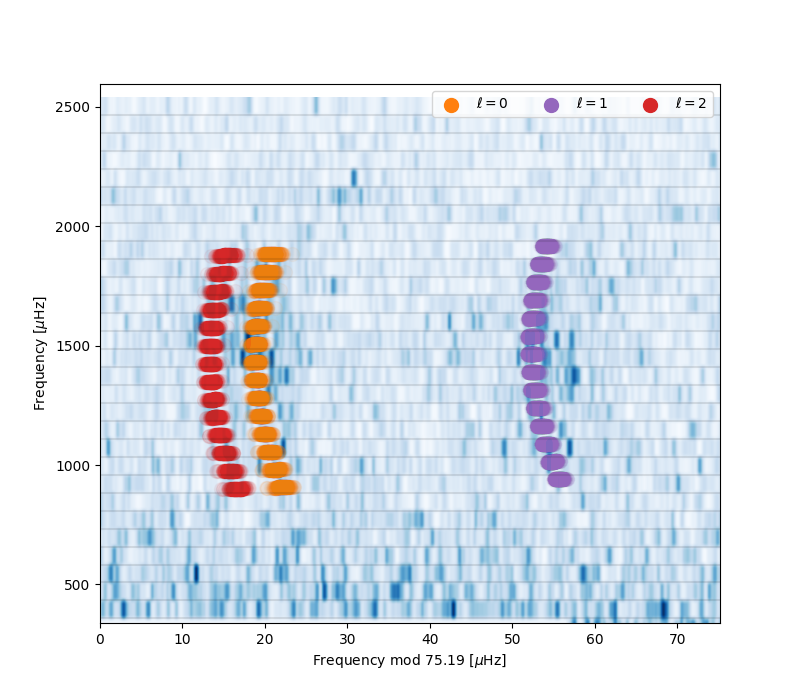 2500
2000
1500
1000
500
Frequency [μHz]
ℓ = 0
ℓ = 1
ℓ = 2
0 10 20 30 40 50 60 70
Frequency mod 75.19 [μHz]